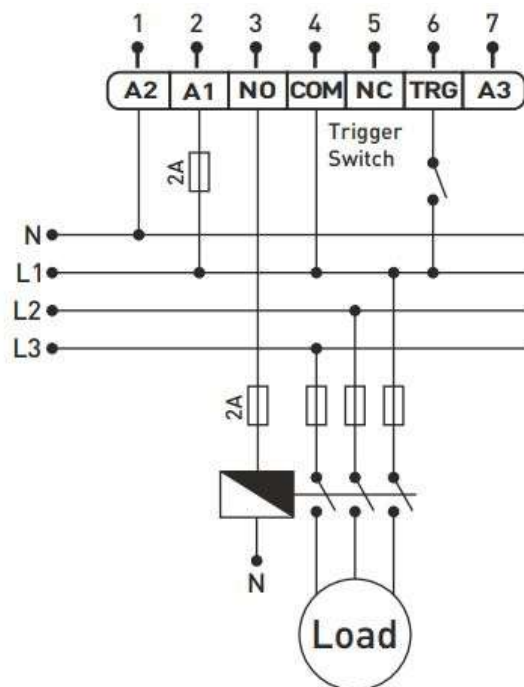 1 2 3 4 5 6 7
A2 A1 NO COM NC TRG A3
Trigger
Switch
2A
N
L1
L2
L3
2A
N
Load